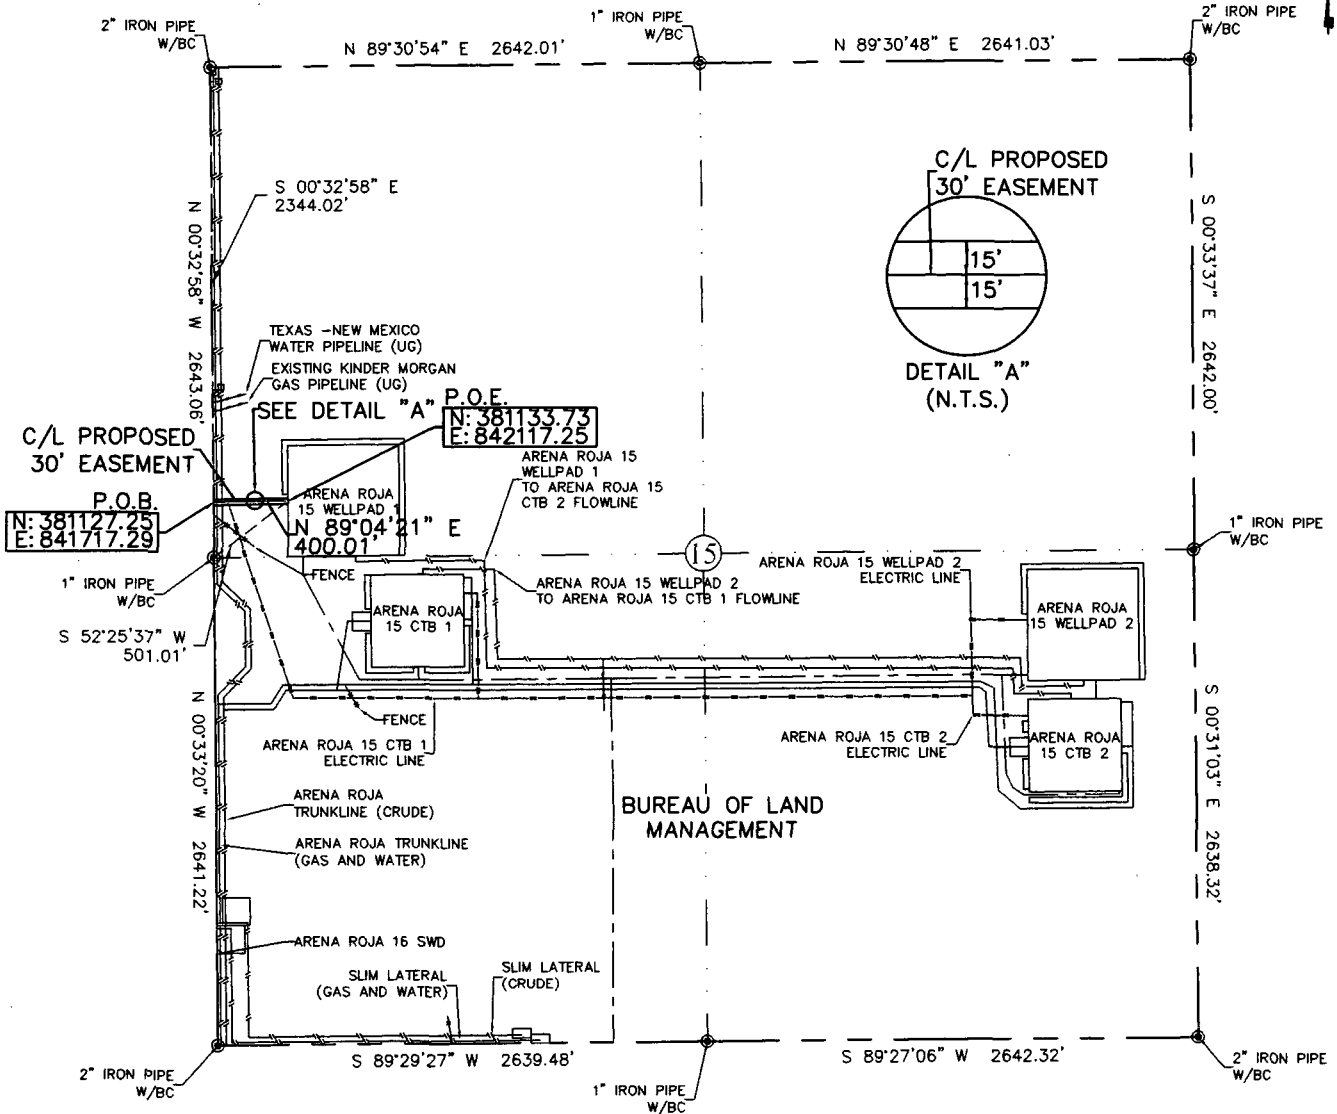 2" IRON PIPE
W/BC
N 89°30'54" E 2642.01'
1" IRON PIPE
W/BC
N 89°30'48" E 2641.03'
2" IRON PIPE
W/BC
C/L PROPOSED
30' EASEMENT
15'
15'
DETAIL "A"
(N.T.S.)
S 00°32'58" E
2344.02'
N 00°32'58" W 2643.06'
S 00°33'37" E 2642.00'
TEXAS -NEW MEXICO
WATER PIPELINE (UG)
EXISTING KINDER MORGAN
GAS PIPELINE (UG)
SEE DETAIL "A"
P.O.E.
N: 381133.73
E: 842117.25
C/L PROPOSED
30' EASEMENT
P.O.B.
N: 381127.25
E: 841717.29
ARENA ROJA
15 WELLPAD 1
N 89°04'21" E
400.01'
ARENA ROJA 15
WELLPAD 1
TO ARENA ROJA 15
CTB 2 FLOWLINE
1" IRON PIPE
W/BC
15
1" IRON PIPE
W/BC
FENCE
ARENA ROJA 15 WELLPAD 2
TO ARENA ROJA 15 CTB 1 FLOWLINE
ARENA ROJA 15 WELLPAD 2
ELECTRIC LINE
ARENA ROJA
15 CTB 1
ARENA ROJA
15 WELLPAD 2
S 52°25'37" W
501.01'
FENCE
ARENA ROJA 15 CTB 1
ELECTRIC LINE
ARENA ROJA 15 CTB 2
ELECTRIC LINE
ARENA ROJA
15 CTB 2
N 00°33'20" W 2641.22'
S 00°31'03" E 2638.32'
ARENA ROJA
TRUNKLINE (CRUDE)
BUREAU OF LAND
MANAGEMENT
ARENA ROJA TRUNKLINE
(GAS AND WATER)
ARENA ROJA 16 SWD
SLIM LATERAL
(GAS AND WATER)
SLIM LATERAL
(CRUDE)
2" IRON PIPE
W/BC
S 89°29'27" W 2639.48'
1" IRON PIPE
W/BC
S 89°27'06" W 2642.32'
2" IRON PIPE
W/BC